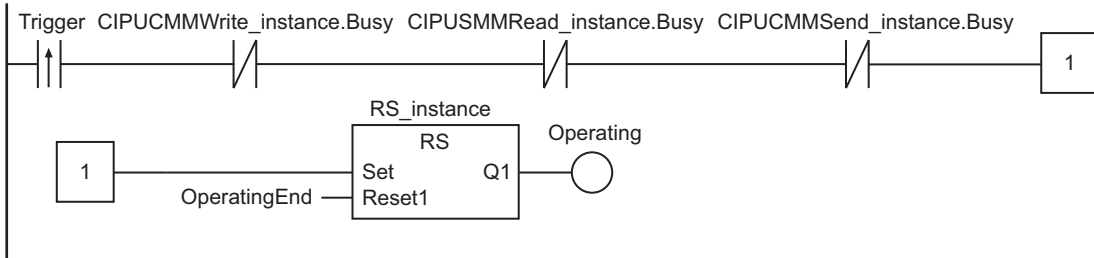 Trigger CIPUCMMWrite_instance.Busy CIPUSMMRead_instance.Busy CIPUCMMSend_instance.Busy
1
RS_instance
RS
Operating
1
Set Q1
OperatingEnd Reset1